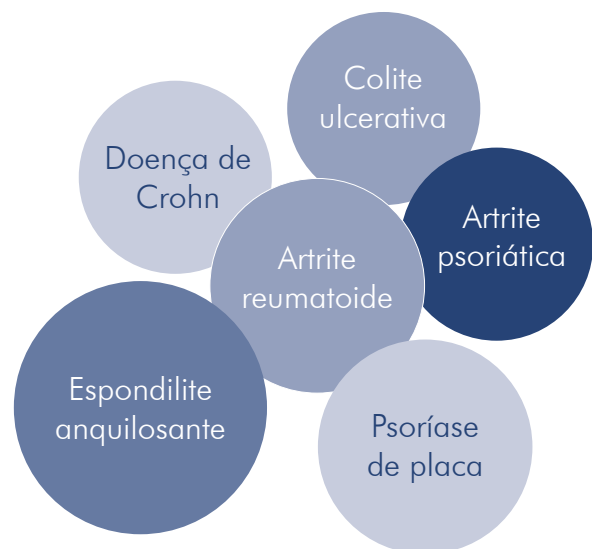 Colite
ulcerativa
Doença de
Crohn
Artrite
psoriática
Artrite
reumatoide
Espondilite
anquilosante
Psoríase
de placa